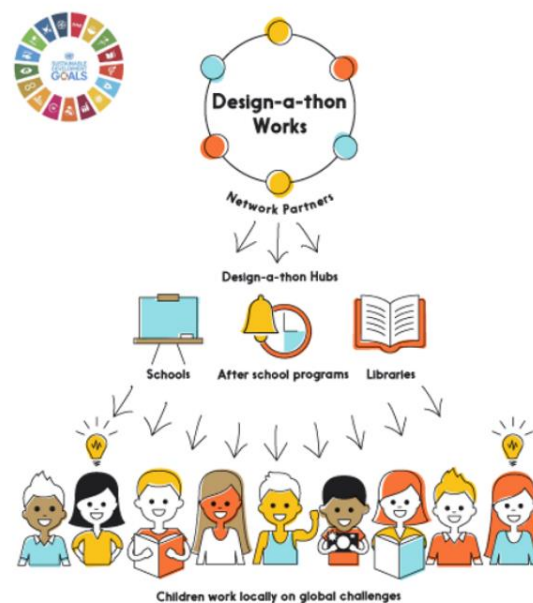 SUSTAINABLE
DEVELOPMENT
GOALS
Design-a-thon
Works
Network Partners
Design-a-thon Hubs
Schools
After school programs
Libraries
Children work locally on global challenges